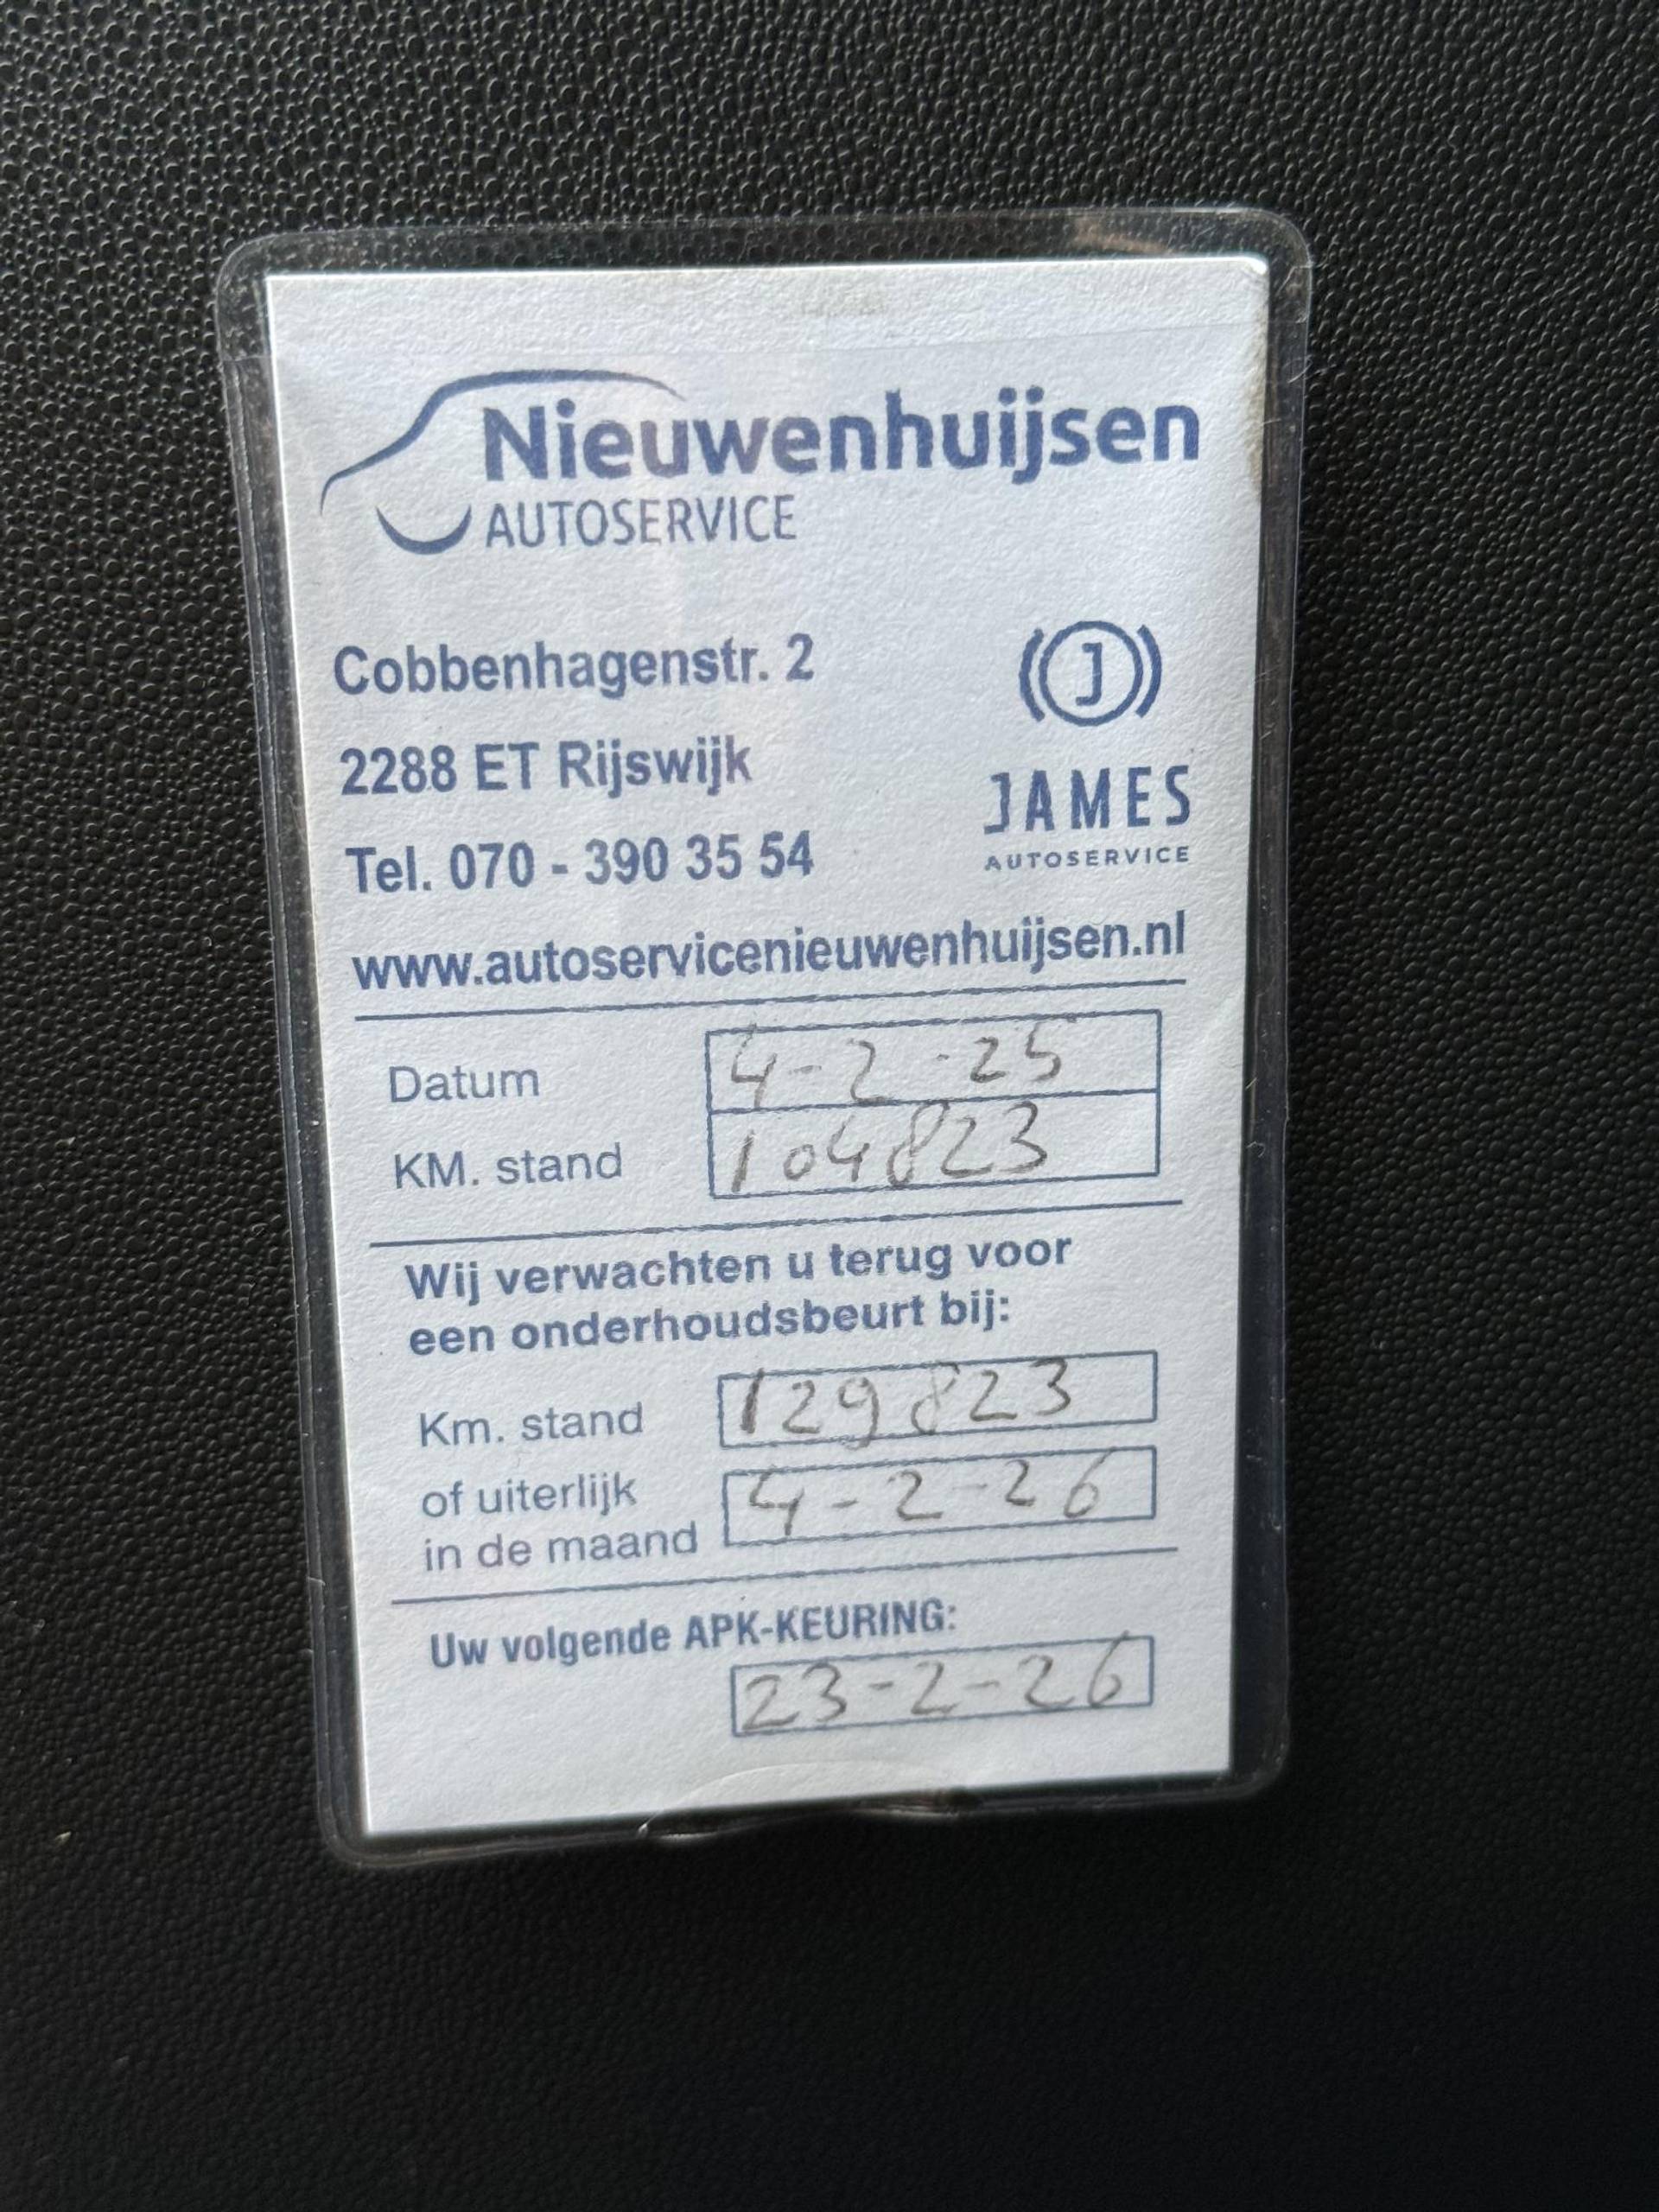 Nieuwenhuijsen
AUTOSERVICE
Cobbenhagenstr. 2
2288 ET Rijswijk
Tel. 070 - 390 35 54
J
JAMES
AUTOSERVICE
www.autoservicenieuwenhuijsen.nl
Datum 4-2-25
KM. stand 104823
Wij verwachten u terug voor
een onderhoudsbeurt bij:
Km. stand 129823
of uiterlijk
in de maand 4-2-26
Uw volgende APK-KEURING:
23-2-26